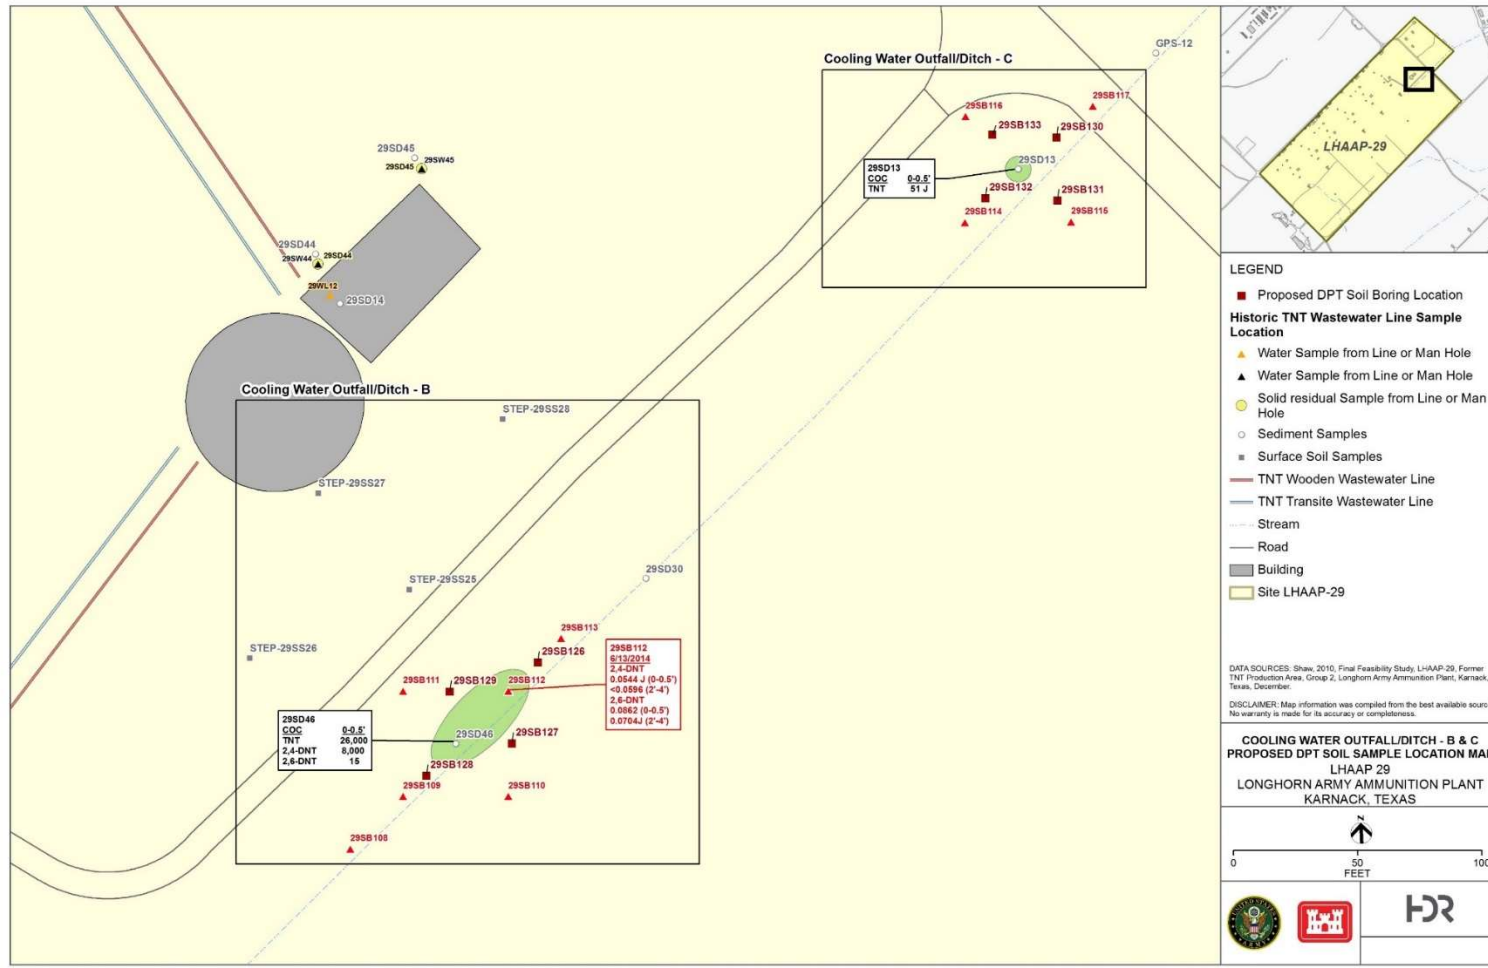 GPS-12
Cooling Water Outfall/Ditch - C
29SB117
29SB116
29SB133
29SB130
29SD13
29SD13
COC 0-0.5'
TNT 51 J
29SB132
29SB131
29SB114
29SB115
29SD45
29SW45
29SD45
29SD44
29SW44
29SD44
29WL12
29SD14
Cooling Water Outfall/Ditch - B
STEP-29SS28
STEP-29SS27
STEP-29SS25
29SD30
STEP-29SS26
29SB113
29SB126
29SB112
6/13/2014
2,4-DNT
0.0544 J (0-0.5')
<0.0596 (2'-4')
2,6-DNT
0.0862 (0-0.5')
0.0704J (2'-4')
29SB111
29SB129
29SB112
29SD46
COC 0-0.5'
TNT 26,000
2,4-DNT 8,000
2,6-DNT 15
29SD46
29SB127
29SB128
29SB109
29SB110
29SB108
LHAAP-29
LEGEND
Proposed DPT Soil Boring Location
Historic TNT Wastewater Line Sample
Location
Water Sample from Line or Man Hole
Water Sample from Line or Man Hole
Solid residual Sample from Line or Man
Hole
Sediment Samples
Surface Soil Samples
TNT Wooden Wastewater Line
TNT Transite Wastewater Line
Stream
Road
Building
Site LHAAP-29
DATA SOURCES: Shaw, 2010, Final Feasibility Study, LHAAP-29, Former
TNT Production Area, Group 2, Longhorn Army Ammunition Plant, Karnack,
Texas, December.
DISCLAIMER: Map information was compiled from the best available sourc
No warranty is made for its accuracy or completeness.
COOLING WATER OUTFALL/DITCH - B & C
PROPOSED DPT SOIL SAMPLE LOCATION MA
LHAAP 29
LONGHORN ARMY AMMUNITION PLANT
KARNACK, TEXAS
N
0 50 100
FEET
HDR